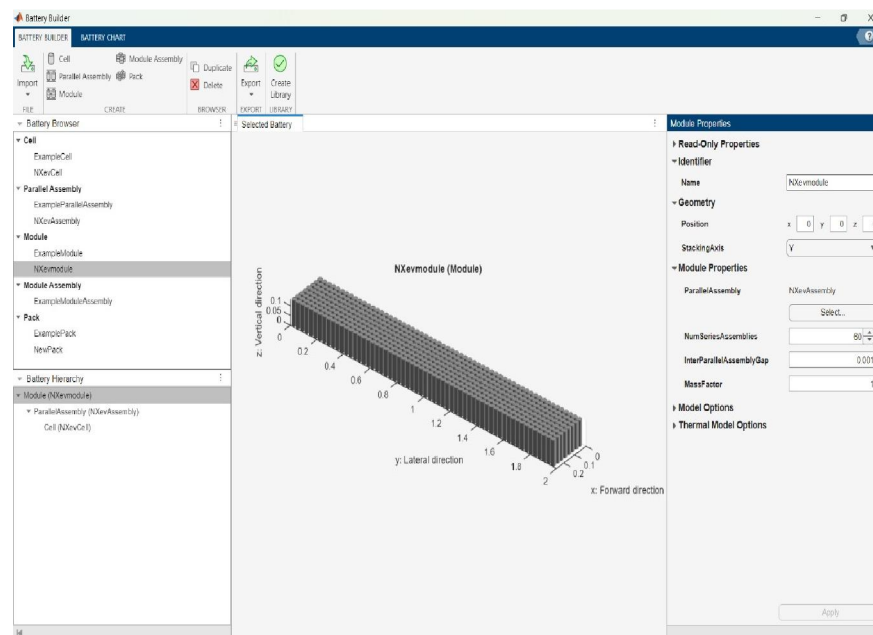 Battery Builder
BATTERY BUILDER BATTERY CHART
Import
Cell
Parallel Assembly
Module
Module Assembly
Pack
Duplicate
Delete
Export
Create
Library
FILE CREATE BROWSER EXPORT LIBRARY
Battery Browser
Cell
ExampleCell
NXevCell
Parallel Assembly
ExampleParallelAssembly
NXevAssembly
Module
ExampleModule
NXevmodule
Module Assembly
ExampleModuleAssembly
Pack
ExamplePack
NewPack
Battery Hierarchy
Module (NXevmodule)
ParallelAssembly (NXevAssembly)
Cell (NXevCell)
Selected Battery
NXevmodule (Module)
z: Vertical direction
0.1
0.05
0
0
0.2
0.4
0.6
0.8
1
1.2
1.4
1.6
1.8
2
y: Lateral direction
0
0.1
0.2
x: Forward direction
Module Properties
Read-Only Properties
Identifier
Name NXevmodule
Geometry
Position x 0 y 0 z
StackingAxis Y
Module Properties
ParallelAssembly NXevAssembly
Select...
NumSeriesAssemblies 60
InterParallelAssemblyGap 0.001
MassFactor 1
Model Options
Thermal Model Options
Apply